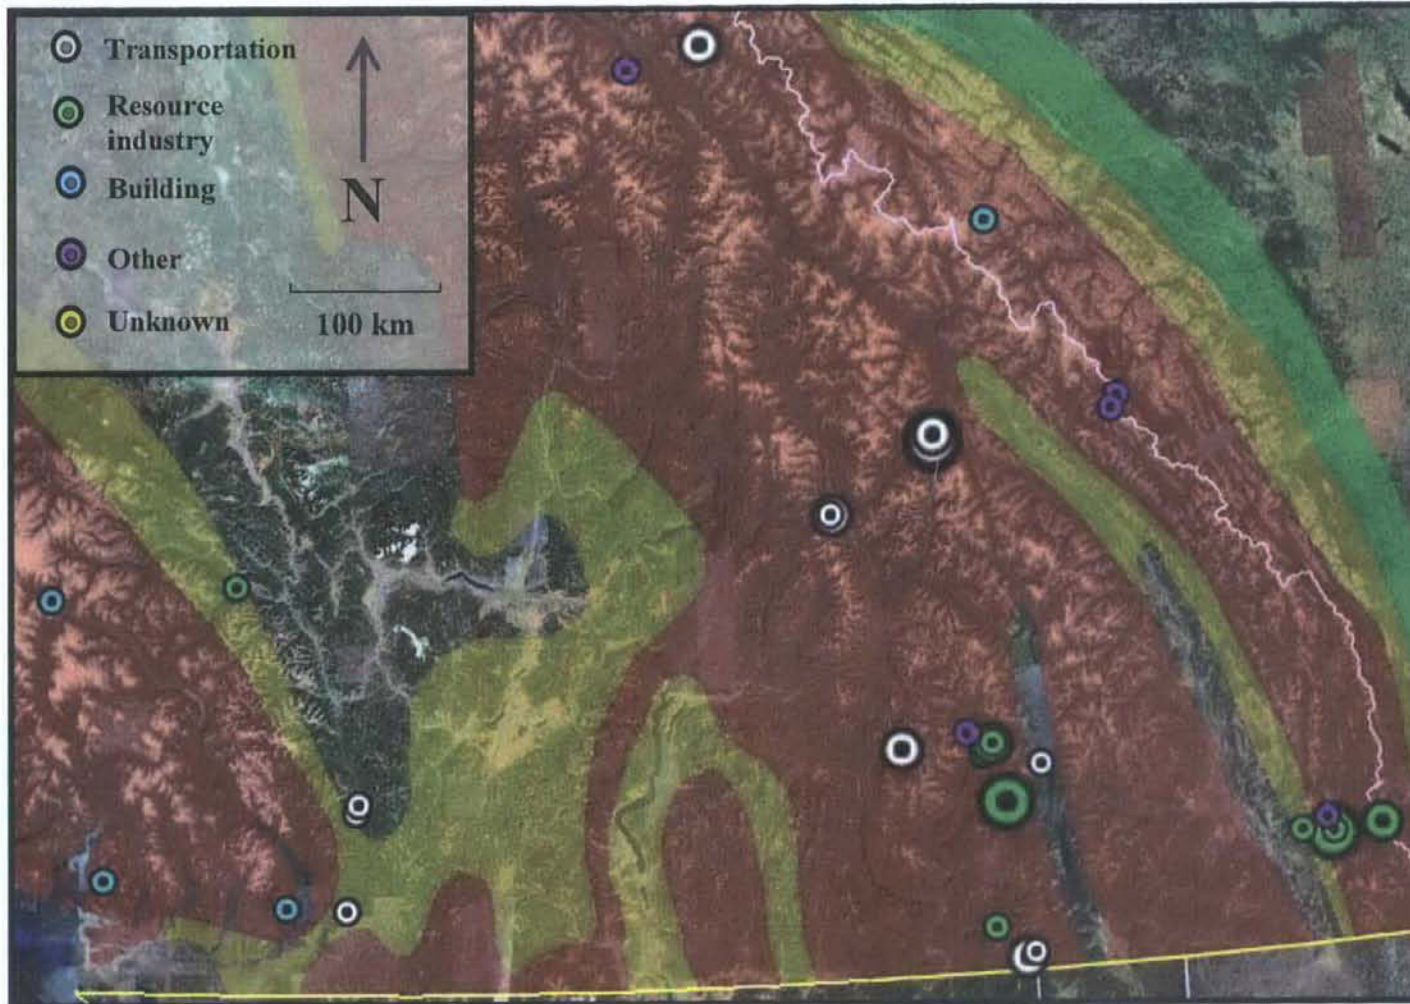 Transportation
Resource
industry
Building
N
Other
Unknown
100 km